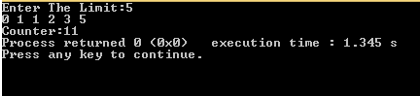 Enter The Limit:5
0 1 1 2 3 5
Counter:11
Process returned 0 (0x0)   execution time : 1.345 s
Press any key to continue.